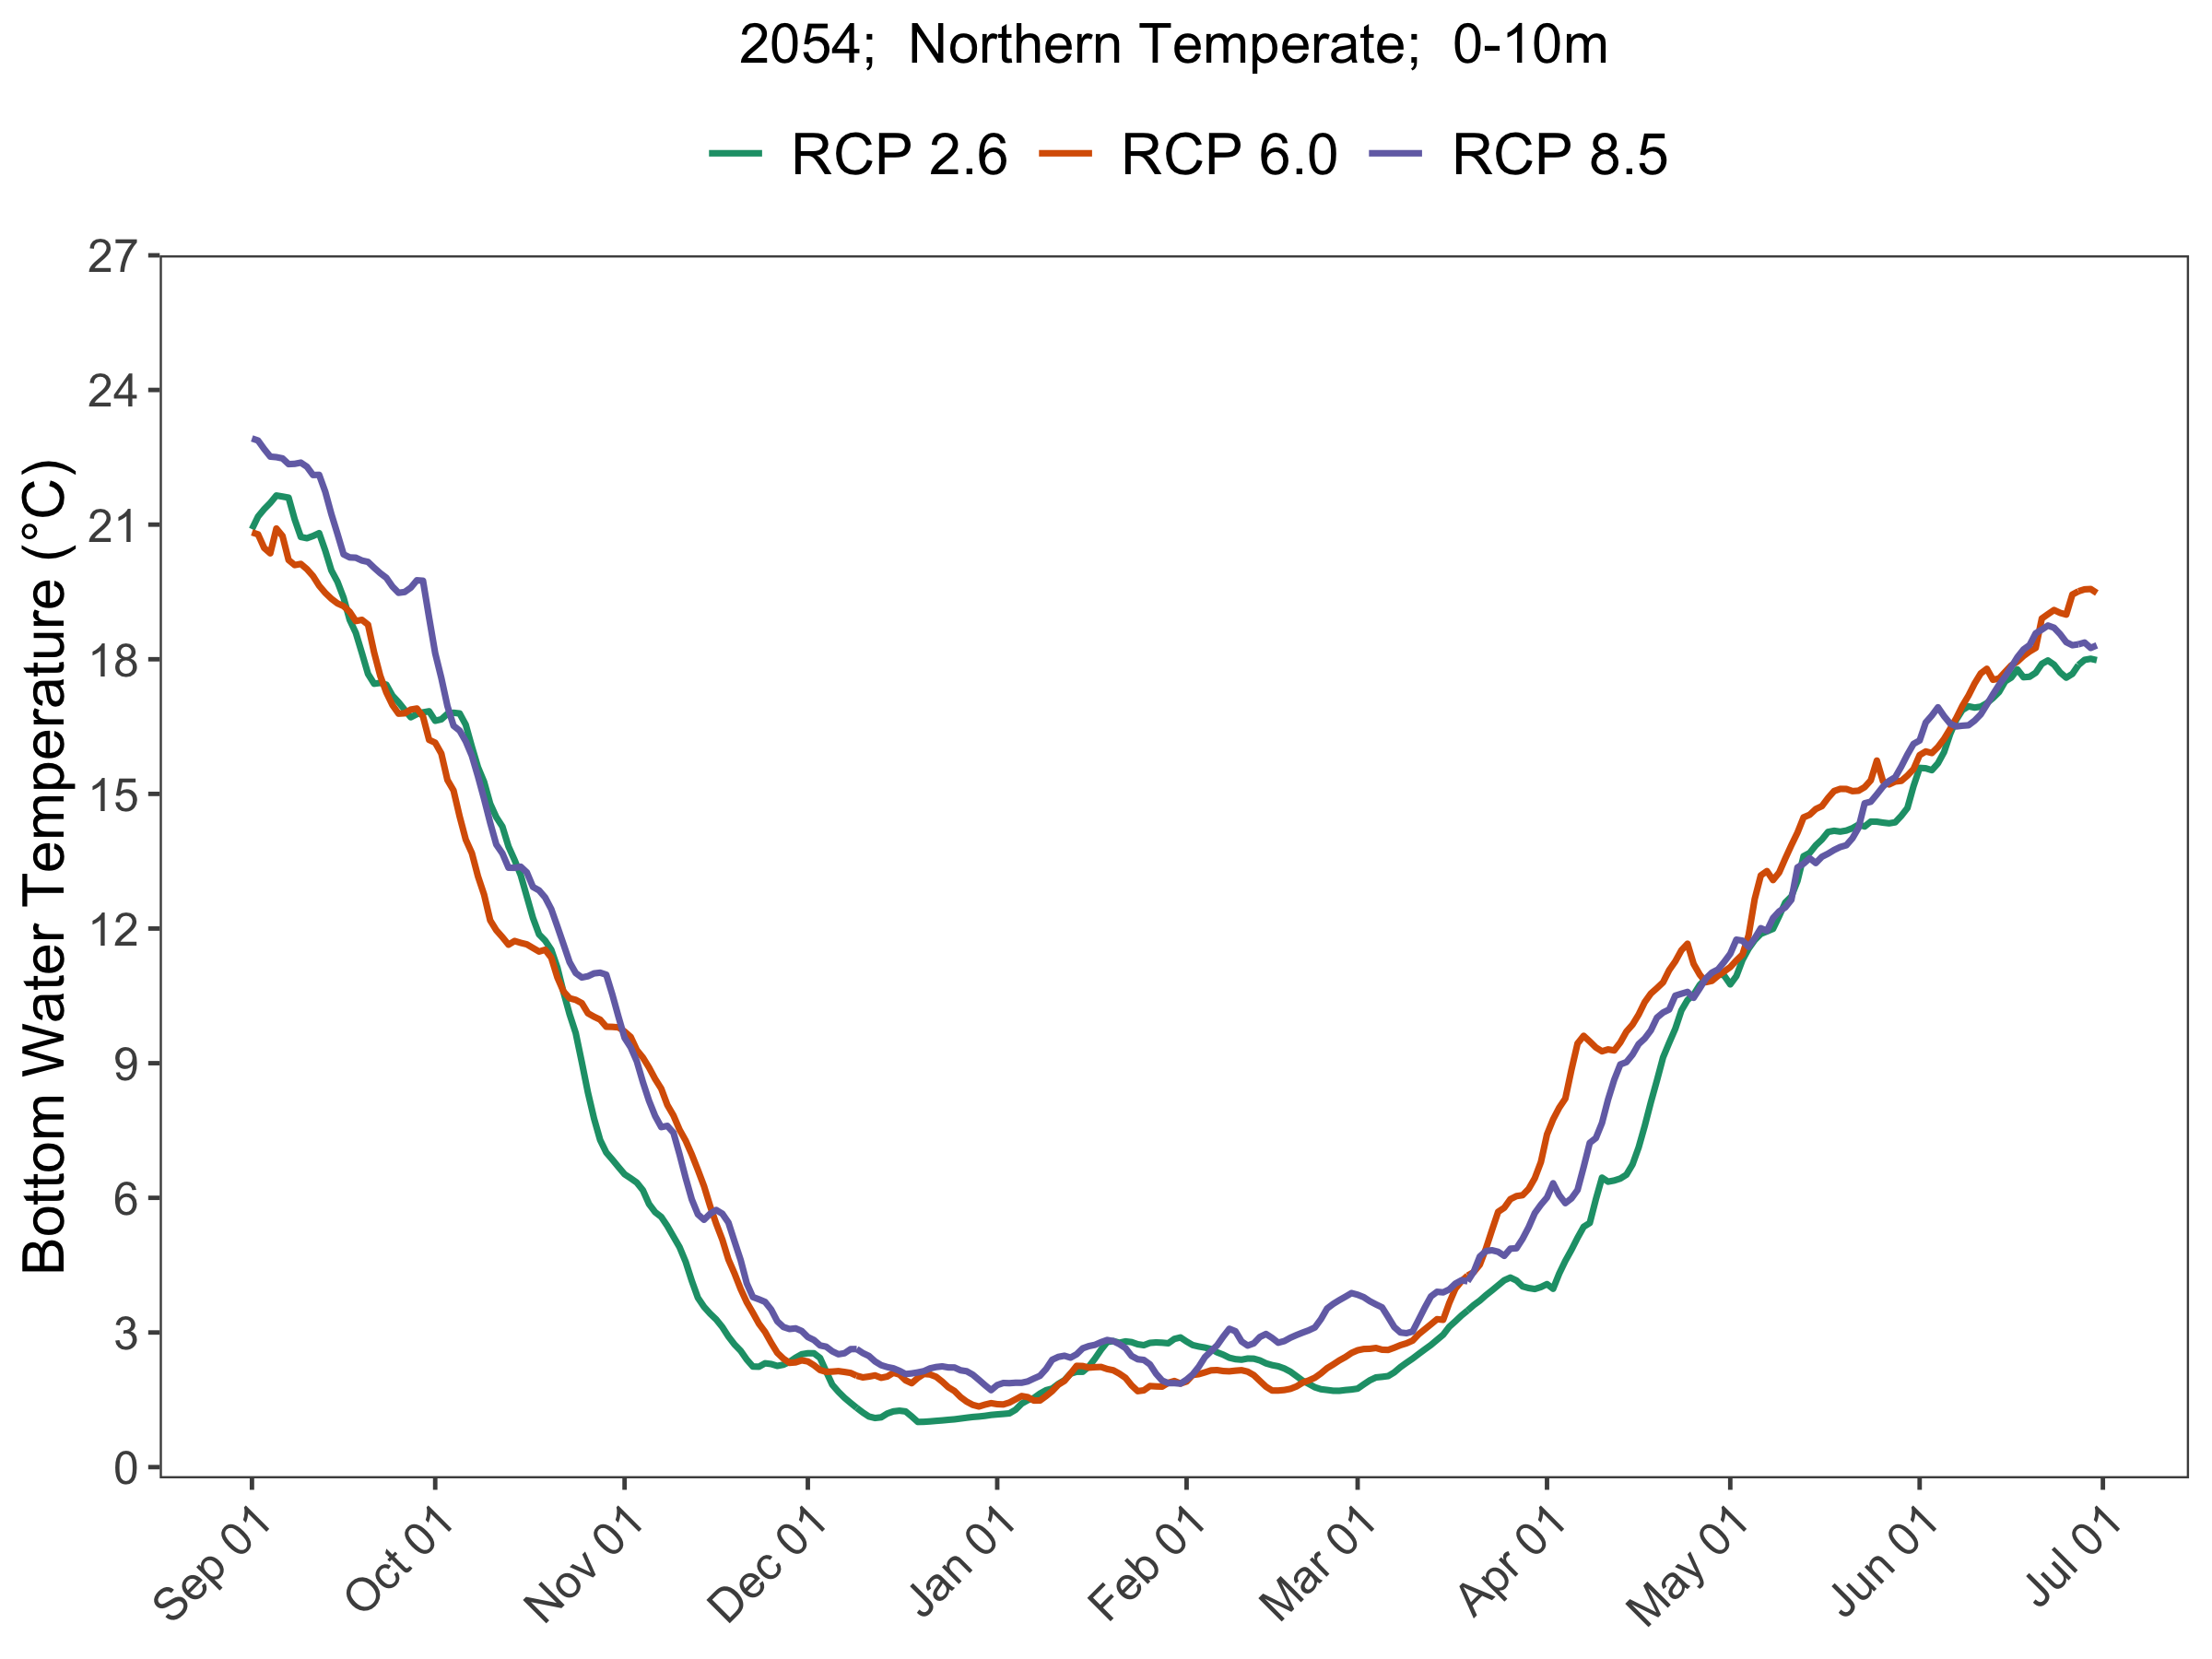 2054;  Northern Temperate;  0-10m
RCP 2.6 RCP 6.0 RCP 8.5
Bottom Water Temperature (°C)
27
24
21
18
15
12
9
6
3
0
Sep 01 Oct 01 Nov 01 Dec 01 Jan 01 Feb 01 Mar 01 Apr 01 May 01 Jun 01 Jul 01